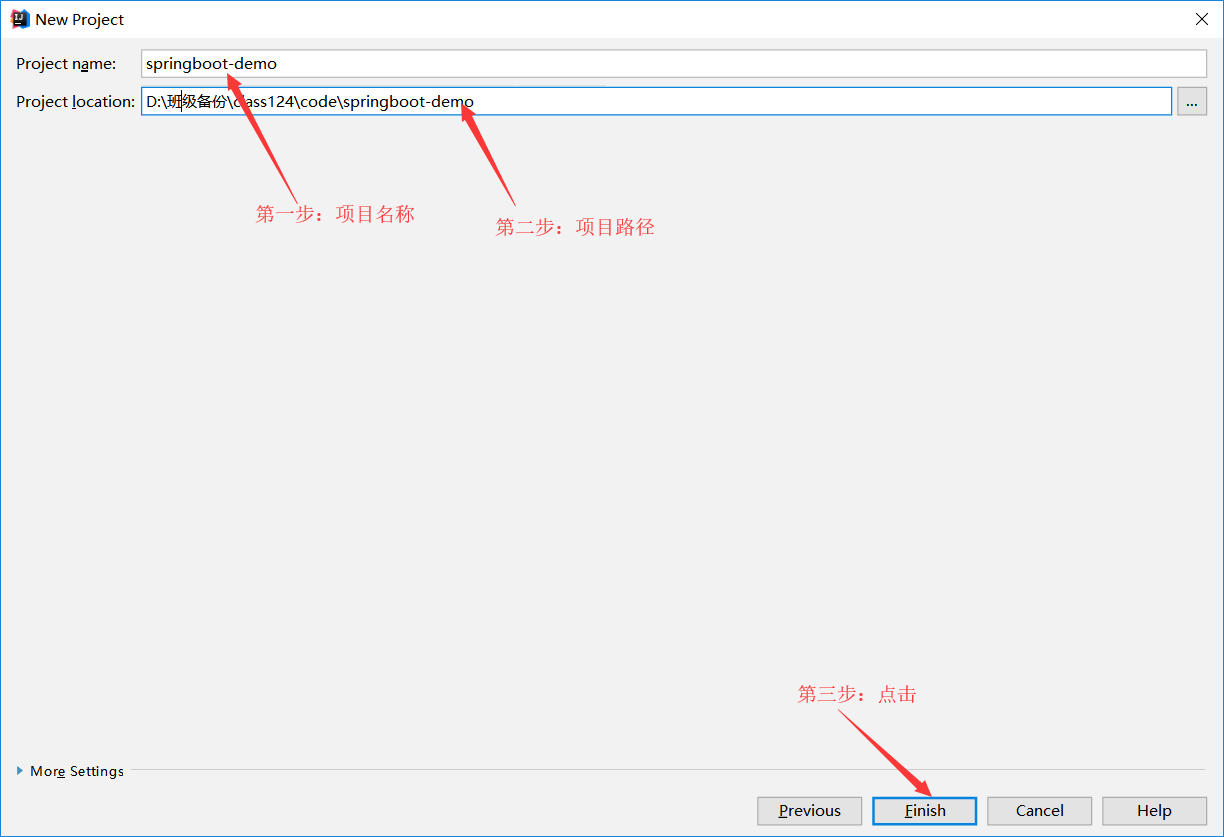 New Project
Project name: springboot-demo
Project location: D:\班级备份\class124\code\springboot-demo ...
第一步：项目名称
第二步：项目路径
第三步：点击
More Settings
Previous Finish Cancel Help